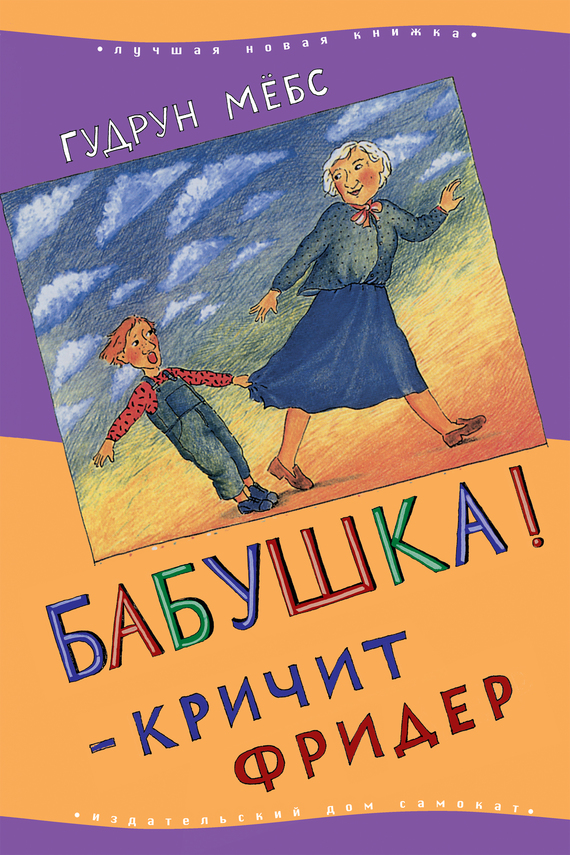 • лучшая новая книжка •
ГУДРУН МЁБС
БАБУШКА!
- КРИЧИТ
ФРИДЕР
• издательский дом самокат •